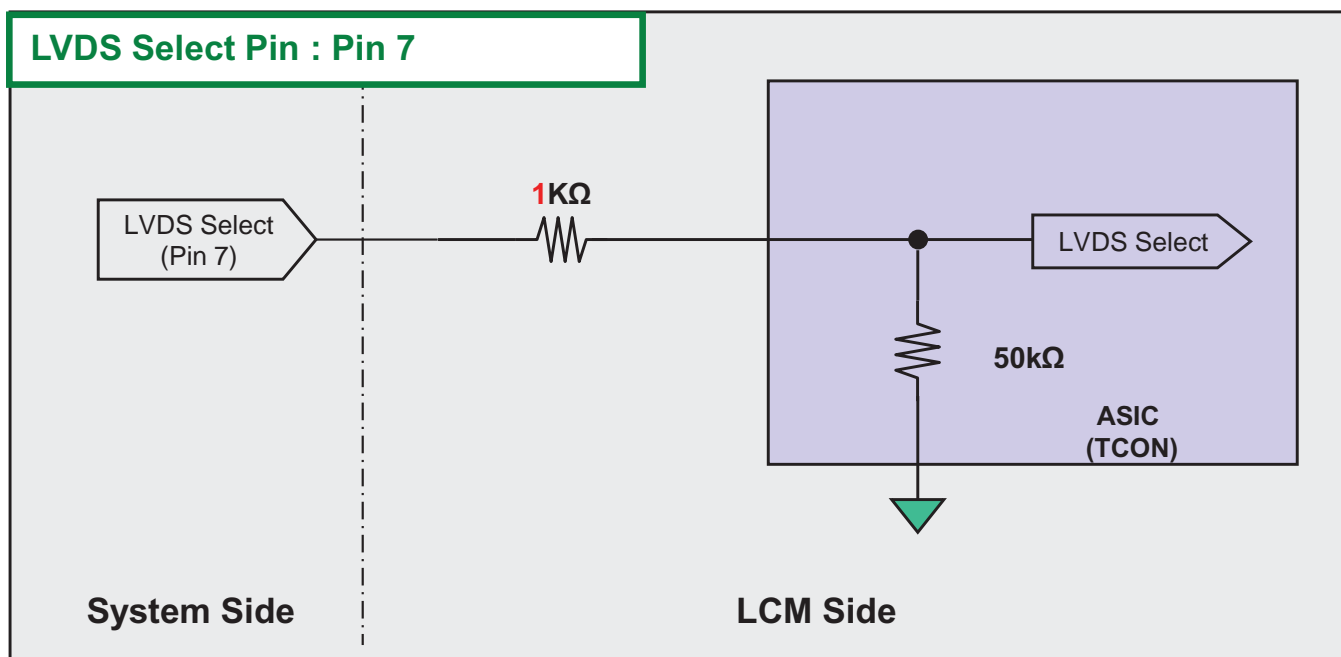 LVDS Select Pin : Pin 7
1KΩ
LVDS Select
(Pin 7)
LVDS Select
50kΩ
ASIC
(TCON)
System Side
LCM Side